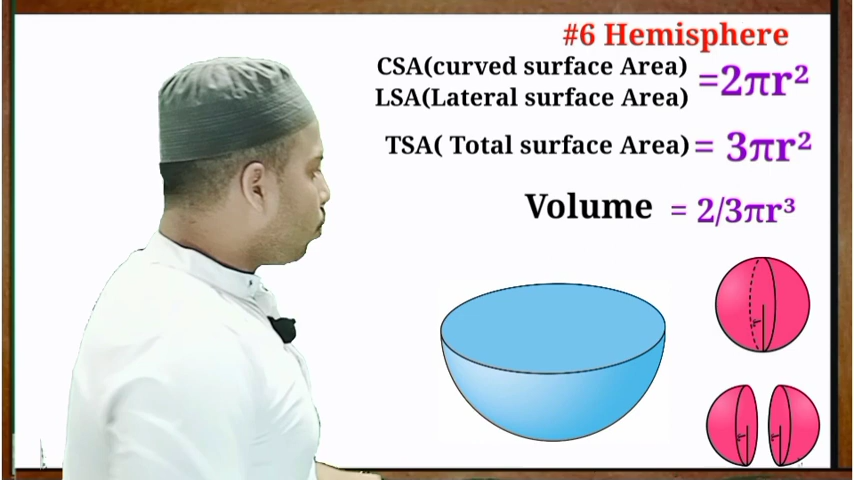 #6 Hemisphere
CSA(curved surface Area)
LSA(Lateral surface Area)
=2πr²
TSA( Total surface Area) = 3πr²
Volume = 2/3πr³
r
r
r